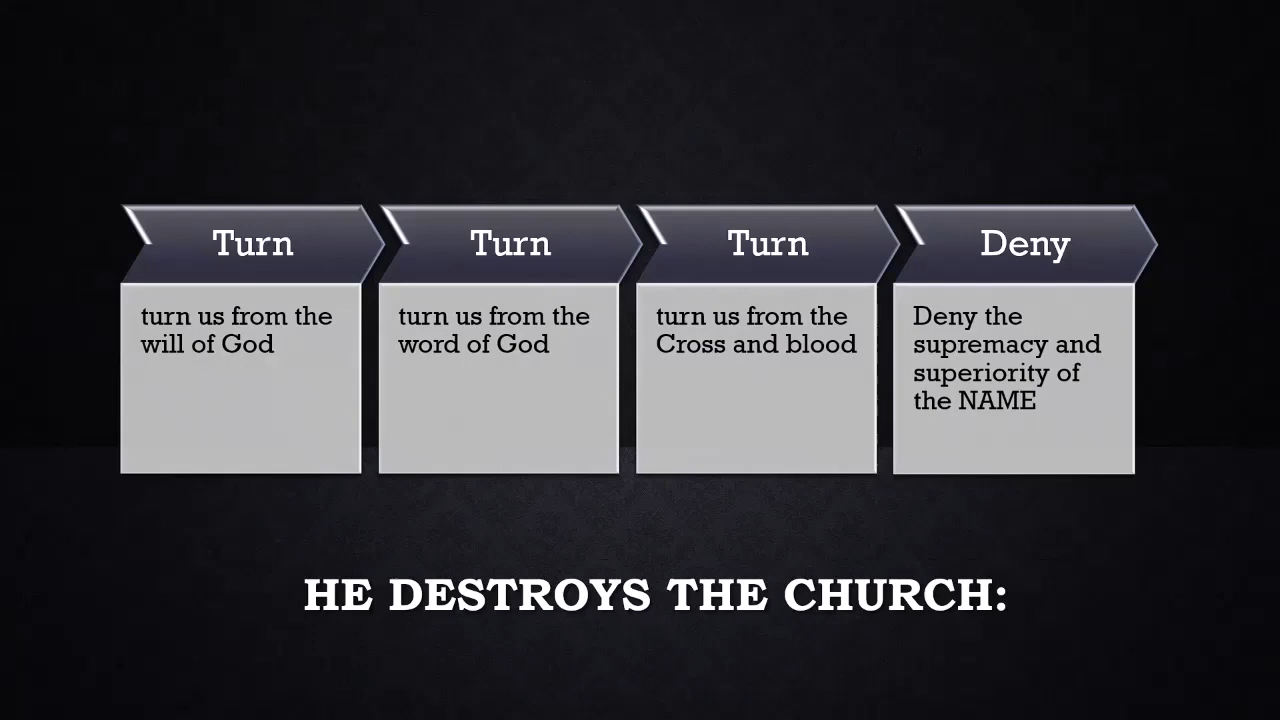 Turn
turn us from the
will of God
Turn
turn us from the
word of God
Turn
turn us from the
Cross and blood
Deny
Deny the
supremacy and
superiority of
the NAME
HE DESTROYS THE CHURCH: